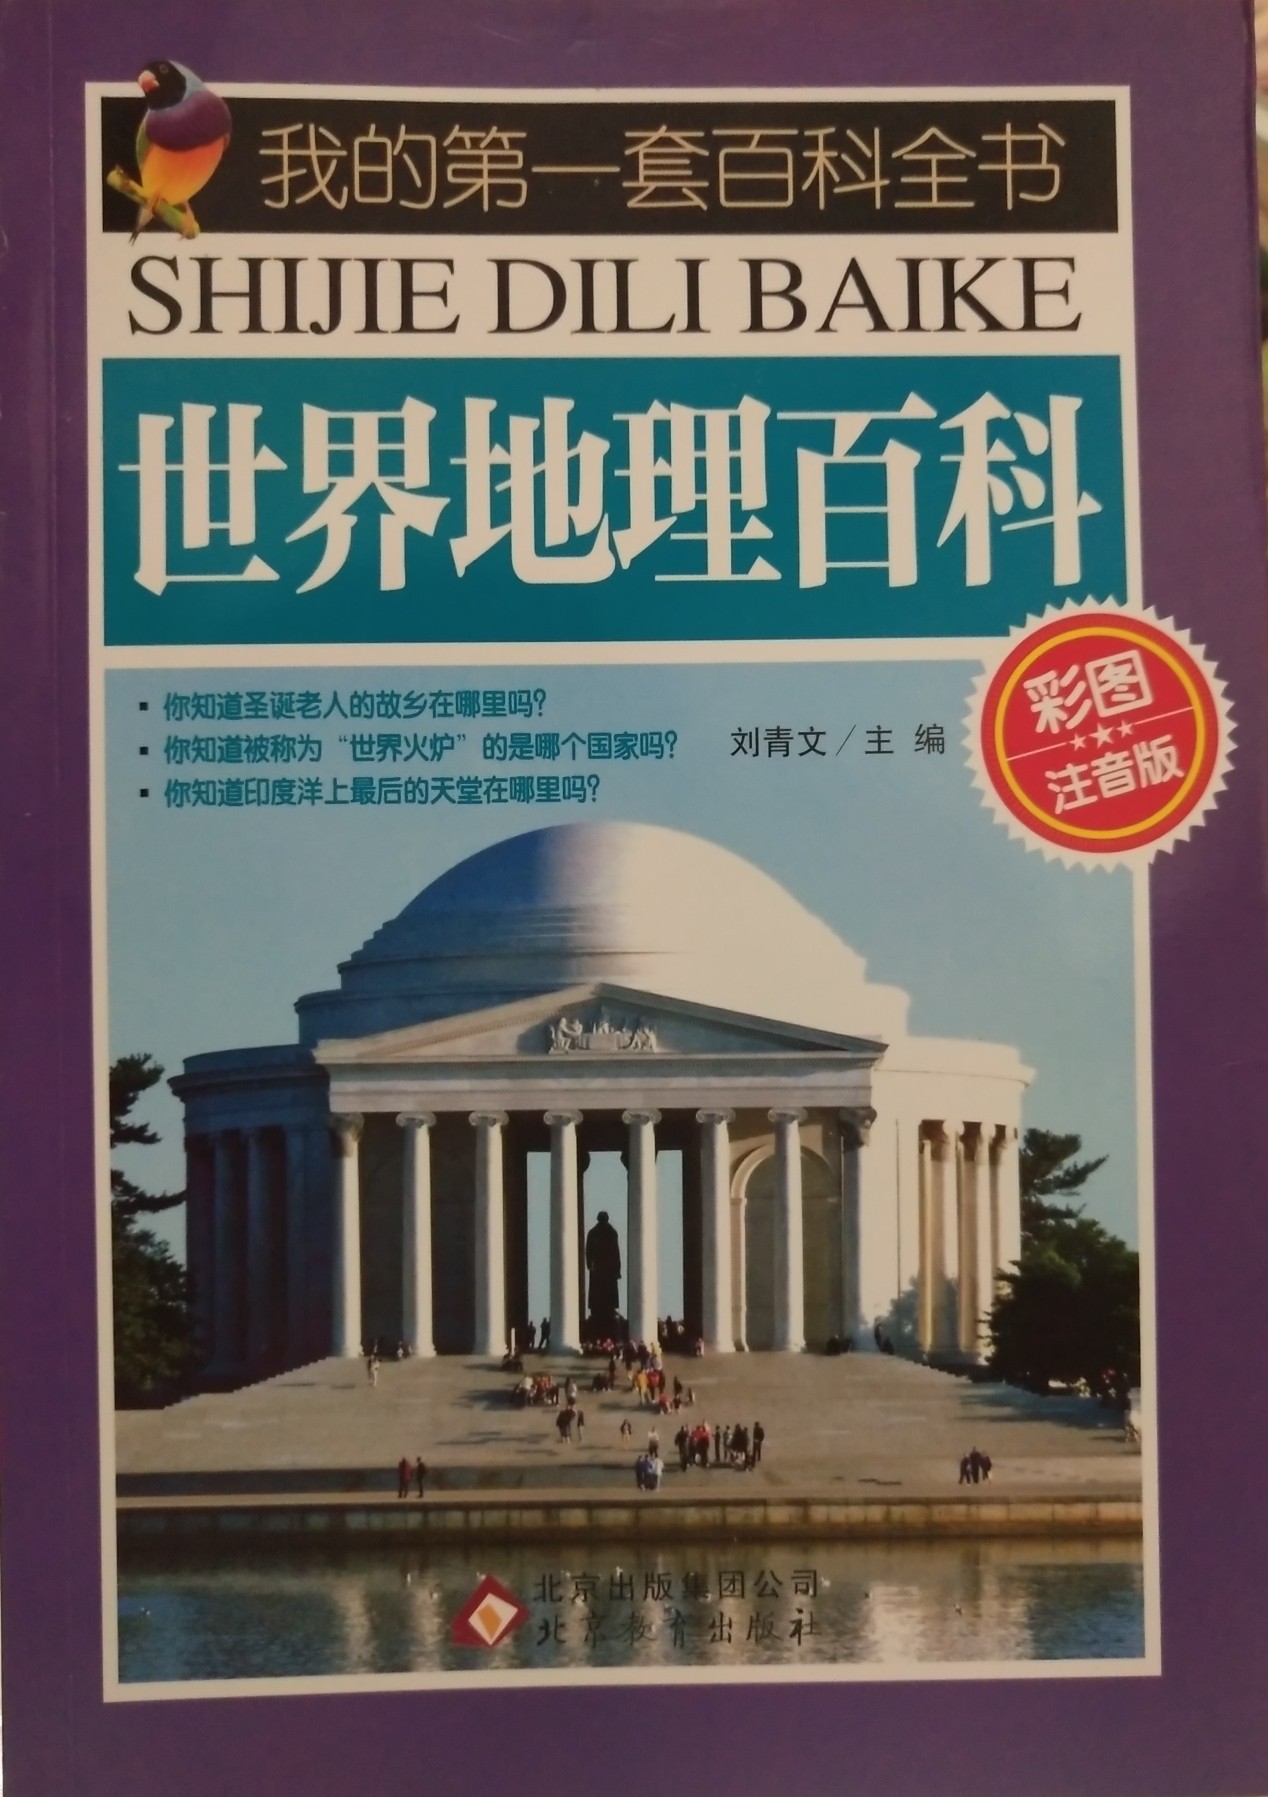 我的第一套百科全书
SHIJIE DILI BAIKE
世界地理百科
▪ 你知道圣诞老人的故乡在哪里吗?
▪ 你知道被称为“世界火炉”的是哪个国家吗?
▪ 你知道印度洋上最后的天堂在哪里吗?
刘青文/主 编
彩图
注音版
北京出版集团公司
北京教育出版社